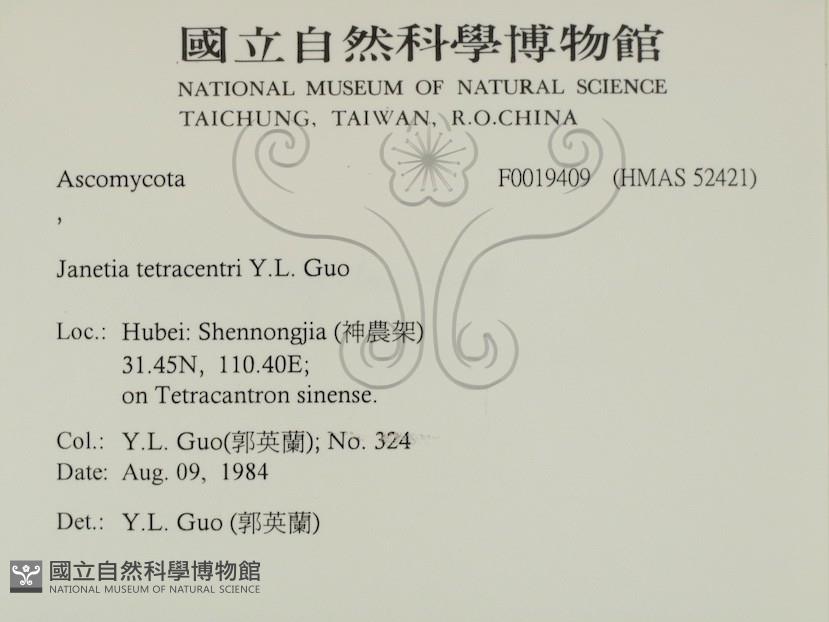 國立自然科學博物館
NATIONAL MUSEUM OF NATURAL SCIENCE
TAICHUNG, TAIWAN, R.O.CHINA
Ascomycota F0019409 (HMAS 52421)
,
Janetia tetracentri Y.L. Guo
Loc.: Hubei: Shennongjia (神農架)
31.45N, 110.40E;
on Tetracantron sinense.
Col.: Y.L. Guo(郭英蘭); No. 324
Date: Aug. 09, 1984
Det.: Y.L. Guo (郭英蘭)
國立自然科學博物館
NATIONAL MUSEUM OF NATURAL SCIENCE